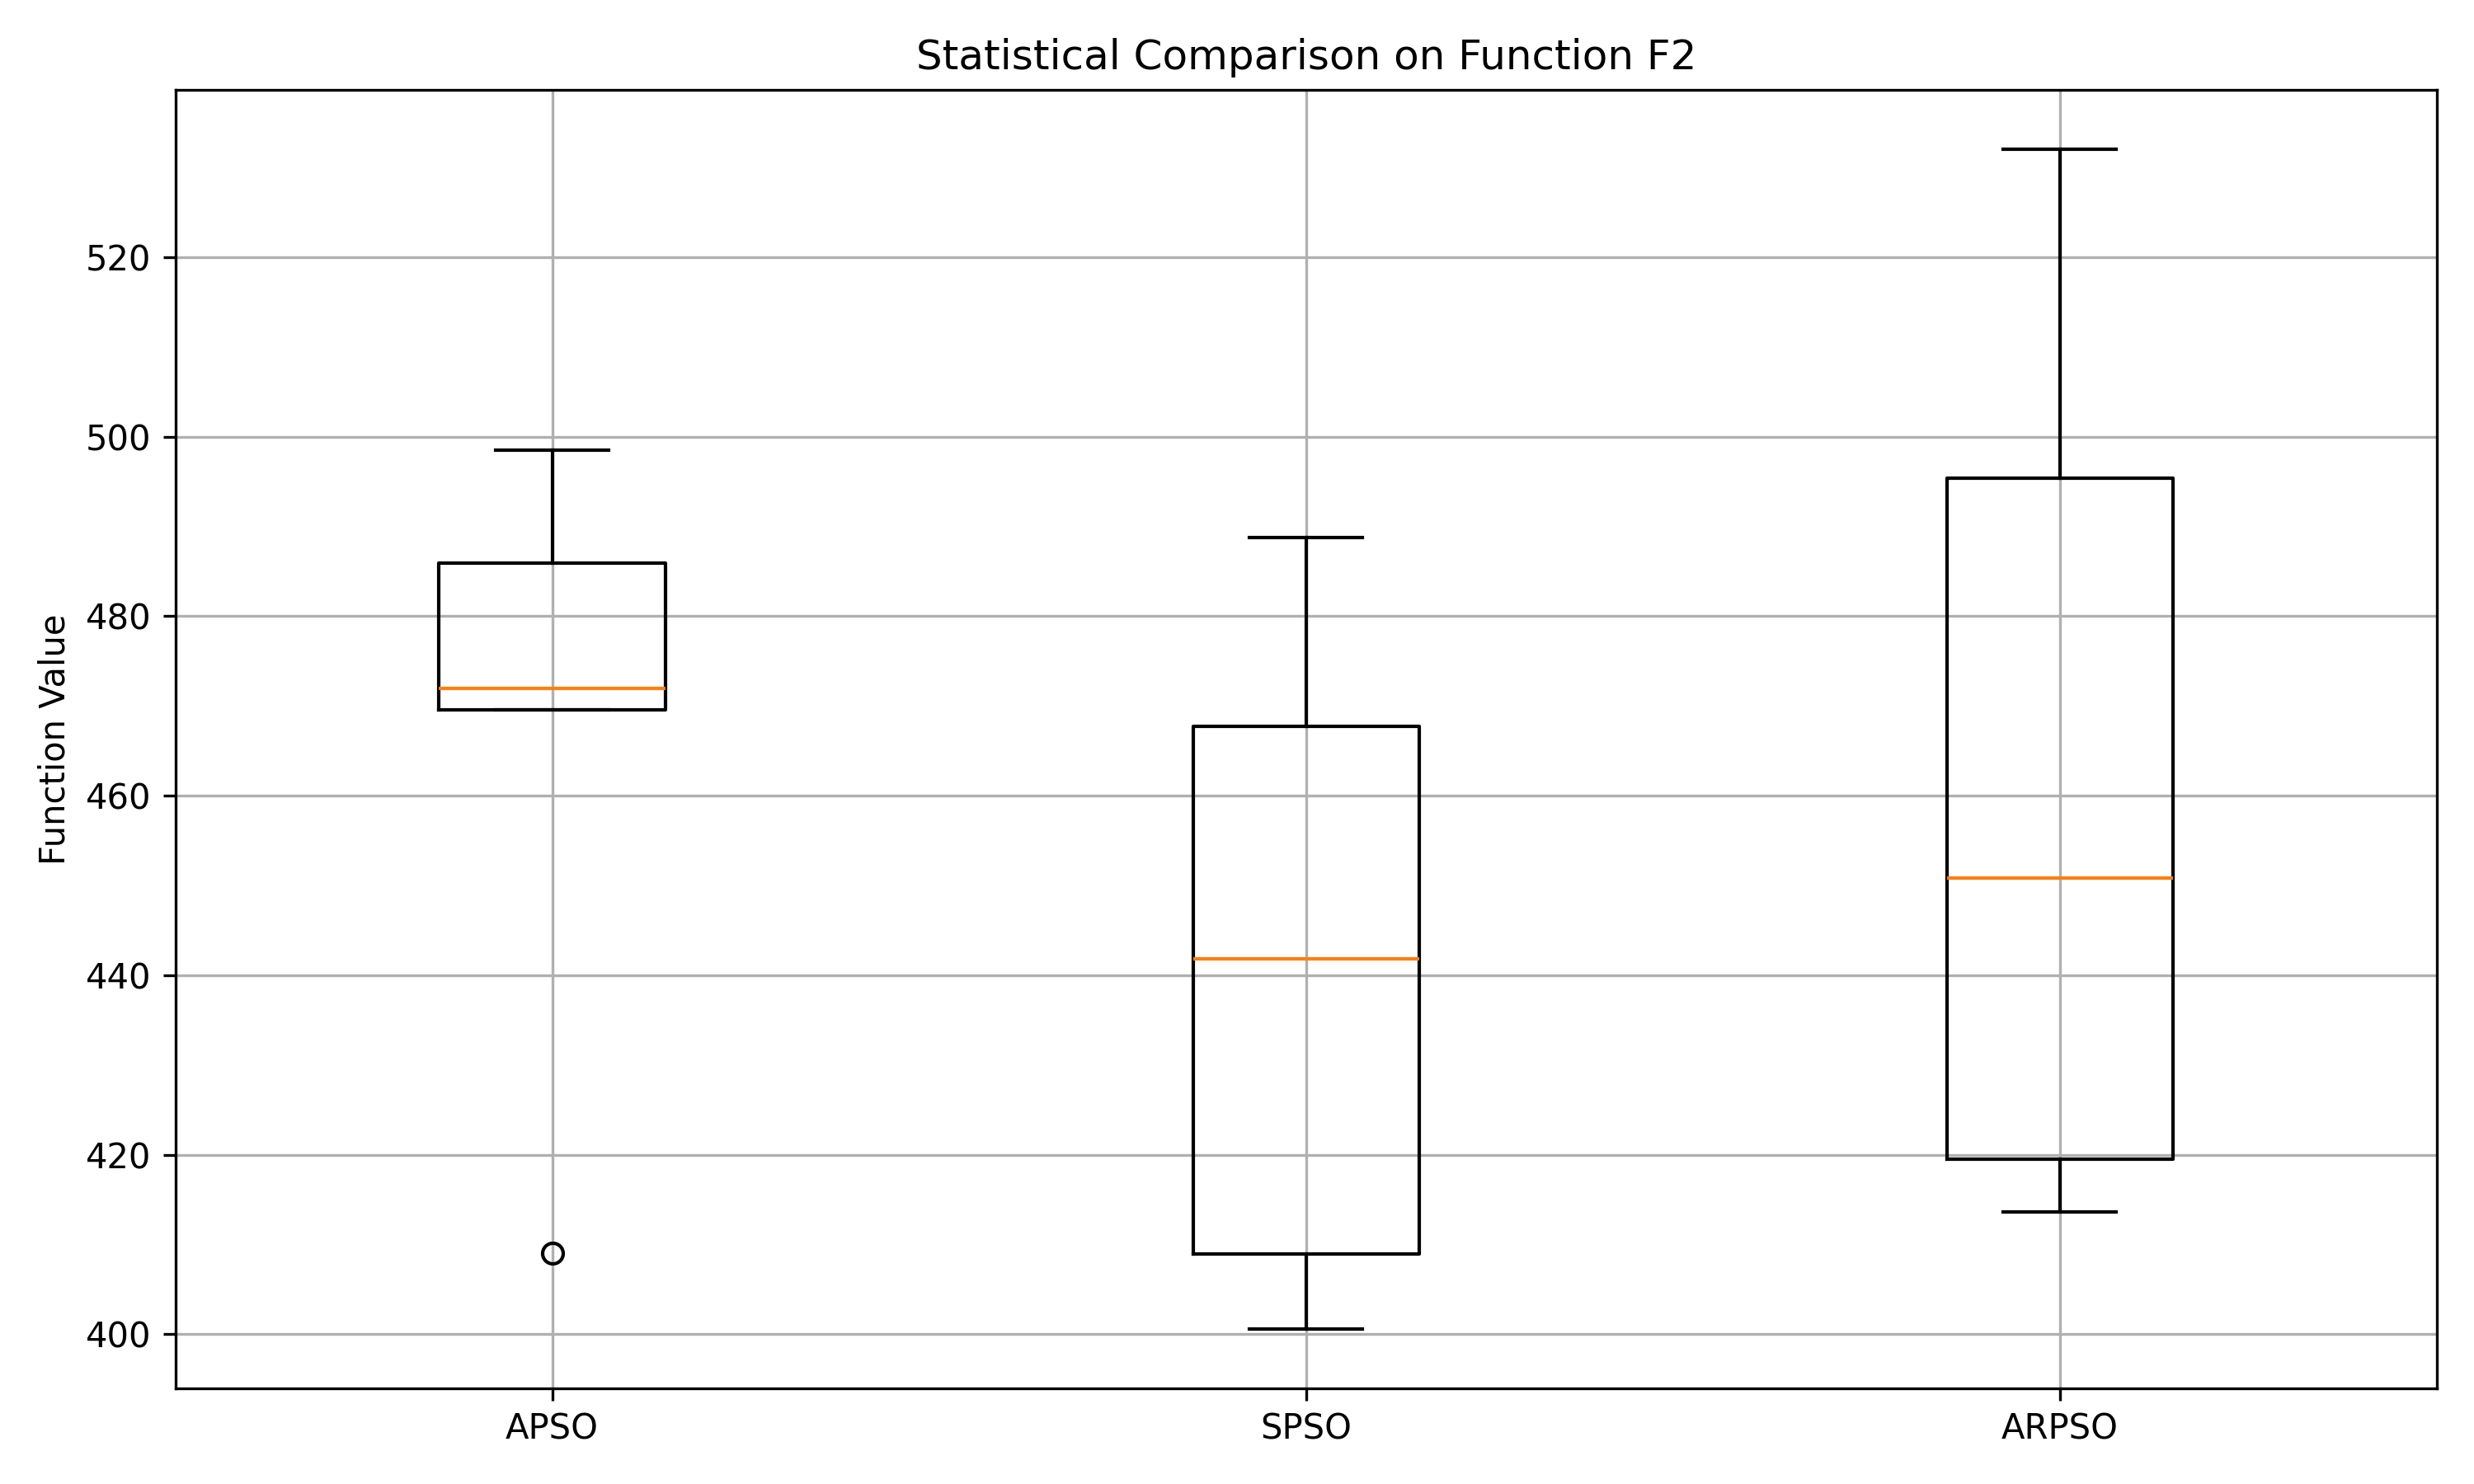 Statistical Comparison on Function F2
Function Value
520
500
480
460
440
420
400
APSO
SPSO
ARPSO